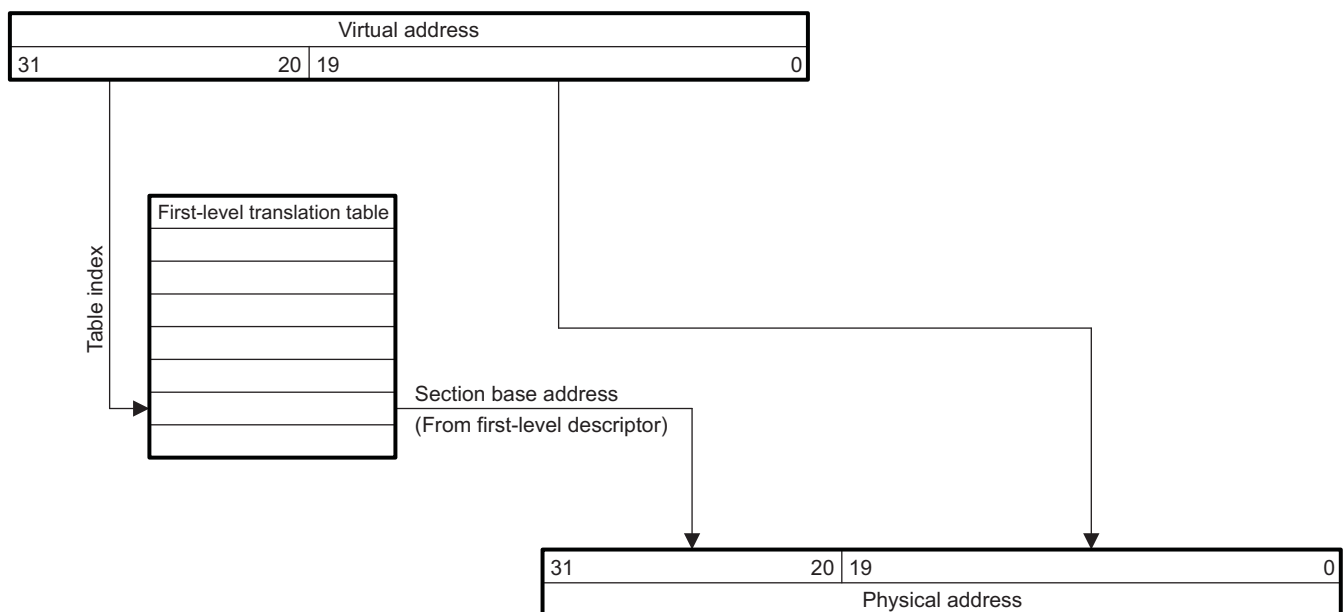 Virtual address
31 20 19 0
First-level translation table
Table index
Section base address
(From first-level descriptor)
31 20 19 0
Physical address